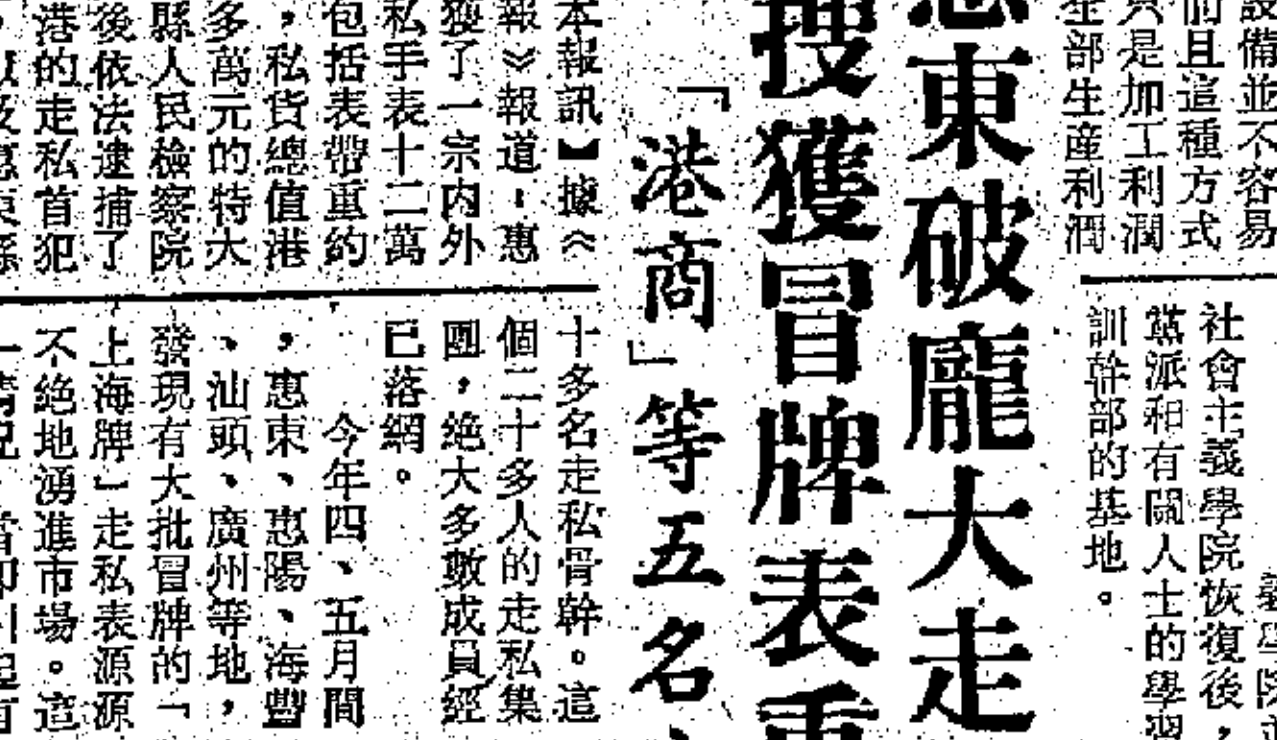 設備並不容易
們且這種方式
只是加工利潤
全部生產利潤
社會主義學院恢復後，
黨派和有關人士的學習
訓幹部的基地。
惠東破龐大走
搜獲冒牌表重
「港商」等五名
本報訊】據《
報》報道：惠
獲了一宗內外
私手表十二萬
包括表帶重約
，私貨總值港
多萬元的特大
縣人民檢察院
後依法逮捕了
港的走私首犯
十多名走私骨幹。這
個二十多人的走私集
團，絕大多數成員經
已落網。
今年四、五月間
，惠東、惠陽、海豐
、汕頭、廣州等地，
發現有大批冒牌的「
上海牌」走私表源源
不絕地湧進市場。這